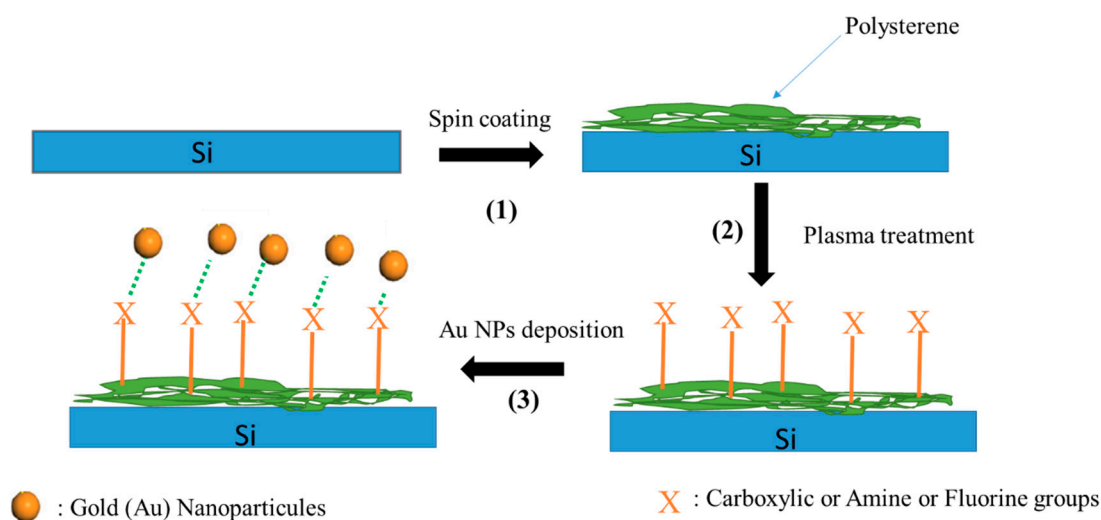 Polysterene
Spin coating
Si
Si
(1)
(2)
Plasma treatment
X X X X X
X X X X X
Au NPs deposition
(3)
Si
Si
: Gold (Au) Nanoparticules
X : Carboxylic or Amine or Fluorine groups